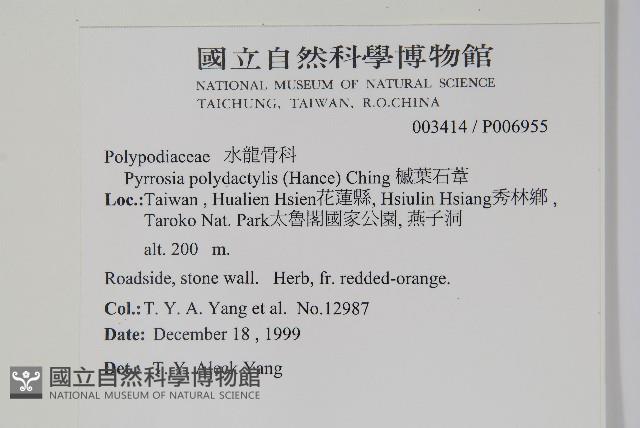 國立自然科學博物館
NATIONAL MUSEUM OF NATURAL SCIENCE
TAICHUNG, TAIWAN, R.O.CHINA
003414 / P006955
Polypodiaceae 水龍骨科
Pyrrosia polydactylis (Hance) Ching 槭葉石葦
Loc.:Taiwan , Hualien Hsien花蓮縣, Hsiulin Hsiang秀林鄉 ,
Taroko Nat. Park太魯閣國家公園, 燕子洞
alt. 200 m.
Roadside, stone wall. Herb, fr. redded-orange.
Col.: T. Y. A. Yang et al. No.12987
Date: December 18 , 1999
Det.: T. Y. Aleck Yang
國立自然科學博物館
NATIONAL MUSEUM OF NATURAL SCIENCE